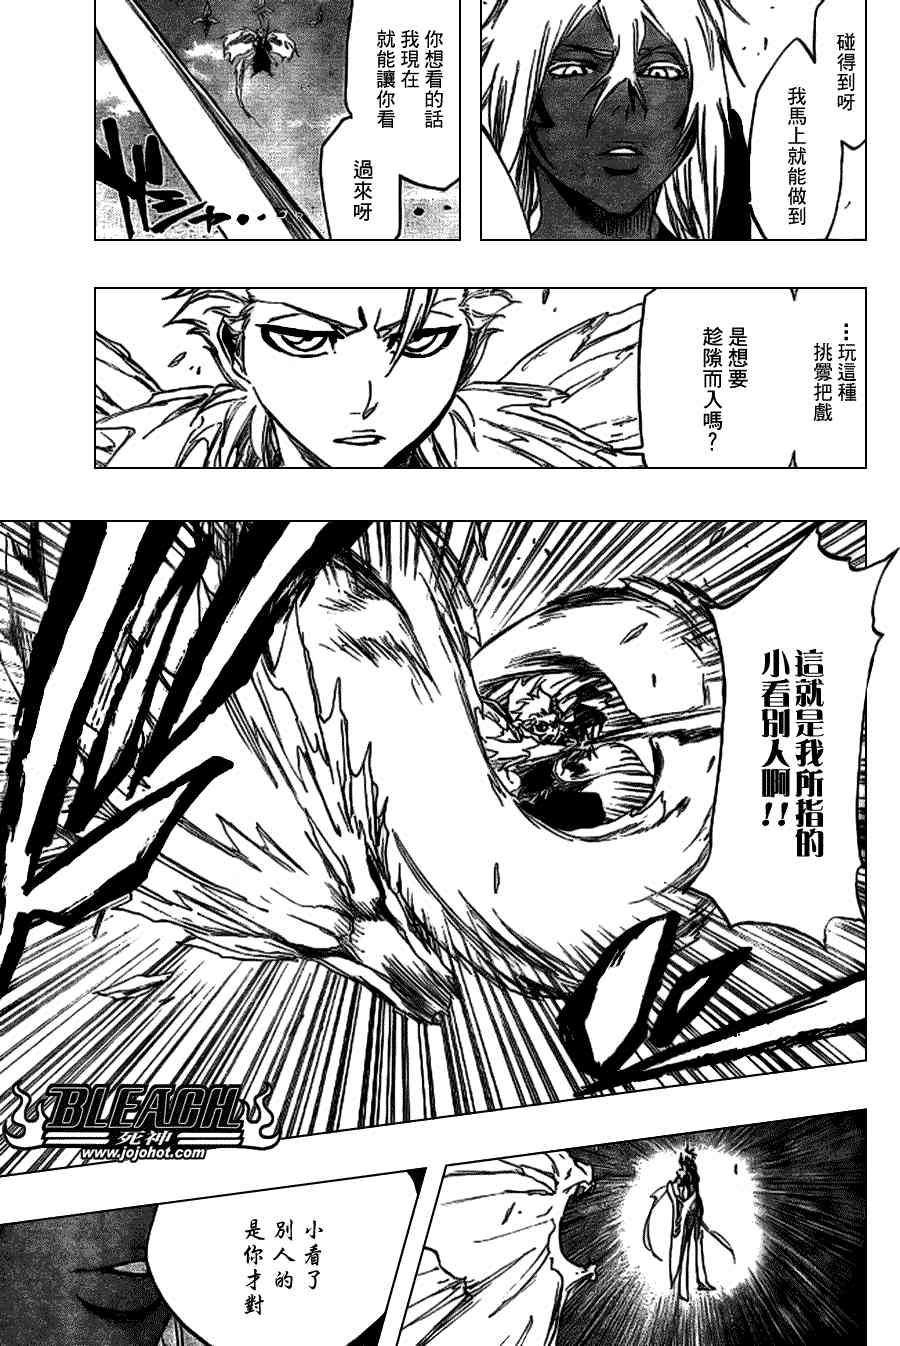 碰得到呀
我馬上就能做到
你想看的話
我現在
就能讓你看
過來呀
…玩這種
挑釁把戲
是想要
趁隙而入嗎?
這就是我所指的
小看別人啊!!
BLEACH
死神
www.jojohot.com
小看了
別人的
是你才對